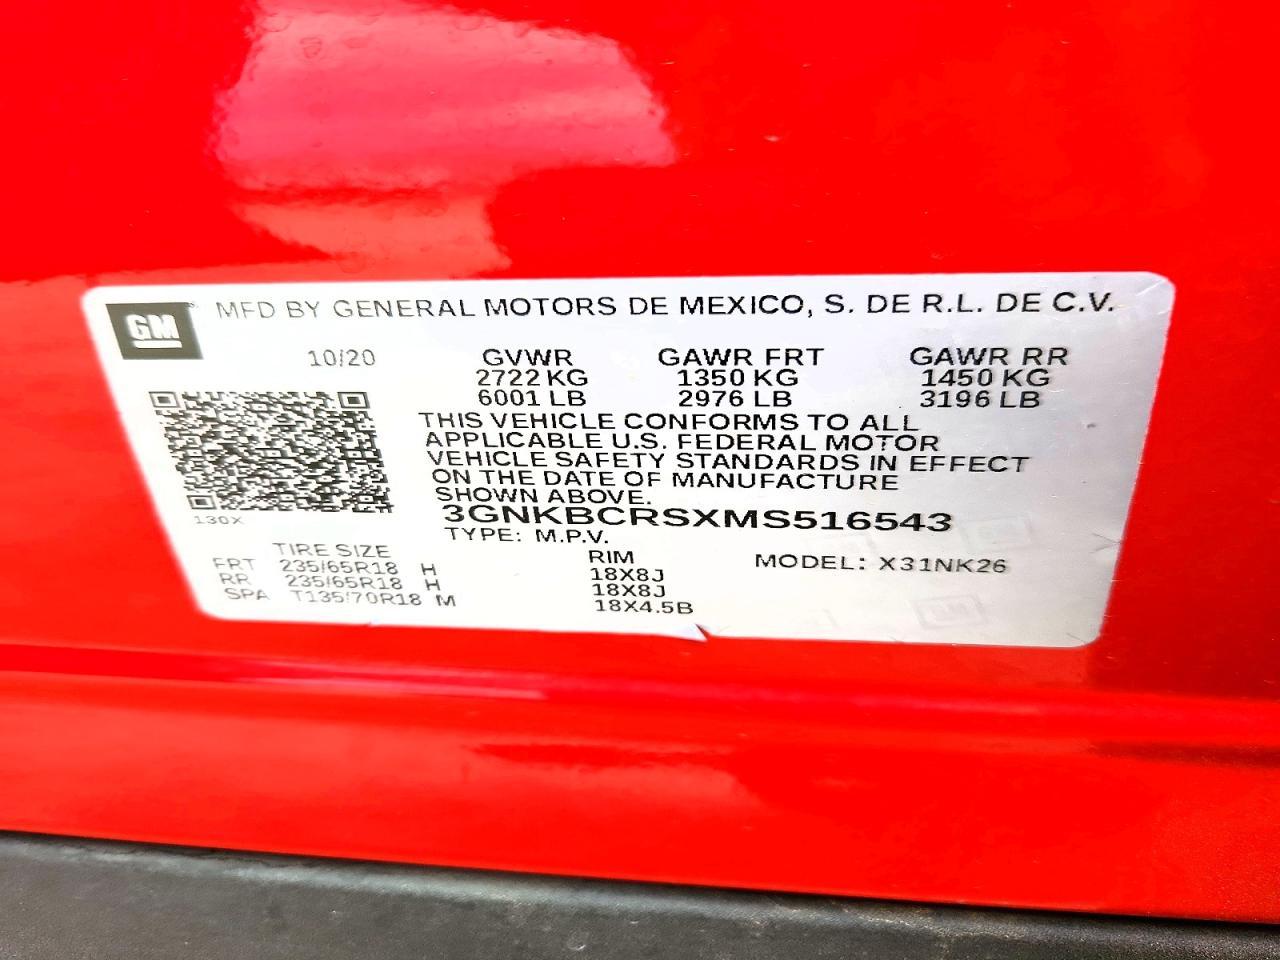 GM
MFD BY GENERAL MOTORS DE MEXICO, S. DE R.L. DE C.V.
10/20 GVWR GAWR FRT GAWR RR
2722 KG 1350 KG 1450 KG
6001 LB 2976 LB 3196 LB
THIS VEHICLE CONFORMS TO ALL
APPLICABLE U.S. FEDERAL MOTOR
VEHICLE SAFETY STANDARDS IN EFFECT
ON THE DATE OF MANUFACTURE
SHOWN ABOVE.
130X
3GNKBCRSXMS516543
TYPE: M.P.V.
TIRE SIZE RIM MODEL: X31NK26
FRT 235/65R18 H 18X8J
RR 235/65R18 H 18X8J
SPA T135/70R18 M 18X4.5B